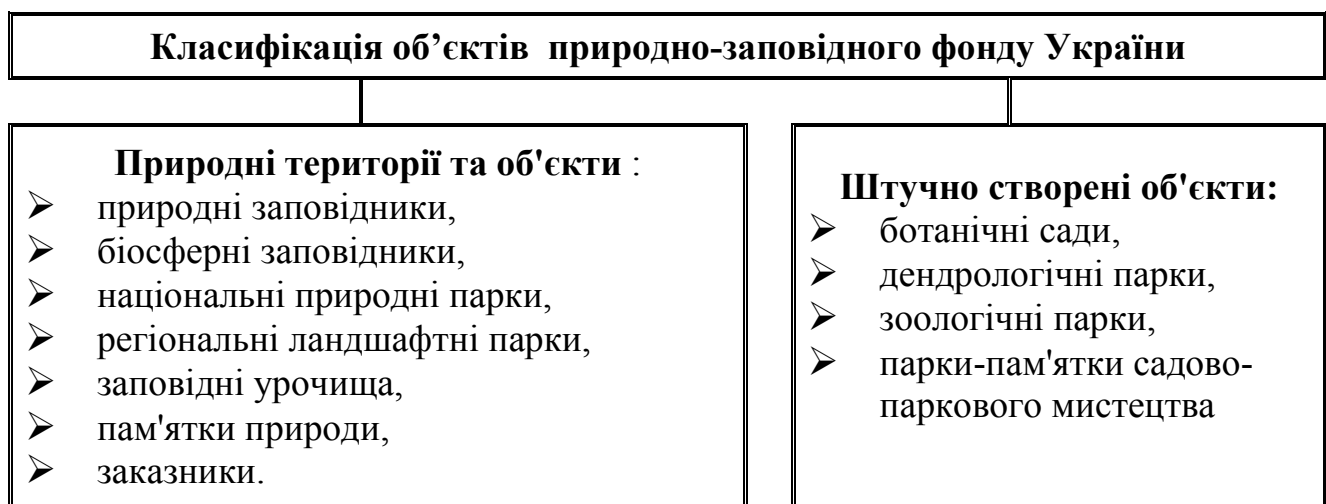 Класифікація об’єктів природно-заповідного фонду України
Природні території та об'єкти :
➢ природні заповідники,
➢ біосферні заповідники,
➢ національні природні парки,
➢ регіональні ландшафтні парки,
➢ заповідні урочища,
➢ пам'ятки природи,
➢ заказники.
Штучно створені об'єкти:
➢ ботанічні сади,
➢ дендрологічні парки,
➢ зоологічні парки,
➢ парки-пам'ятки садово-
паркового мистецтва